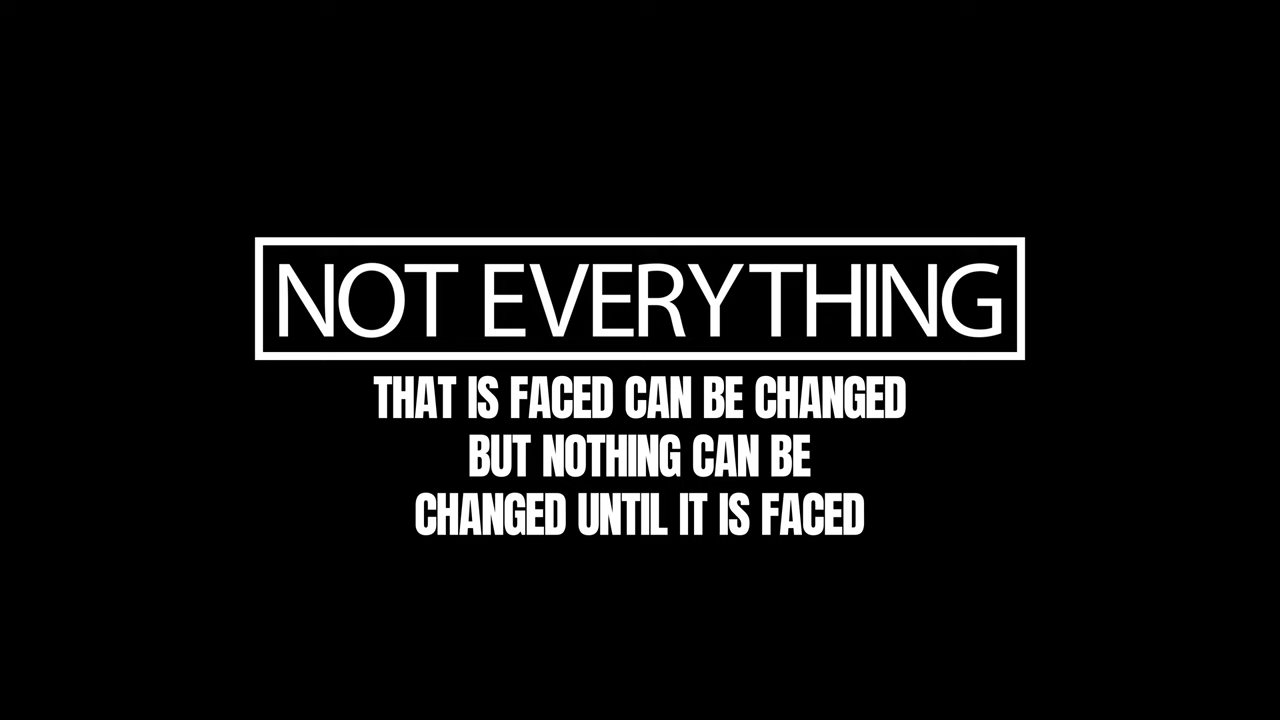 NOT EVERYTHING
THAT IS FACED CAN BE CHANGED
BUT NOTHING CAN BE
CHANGED UNTIL IT IS FACED